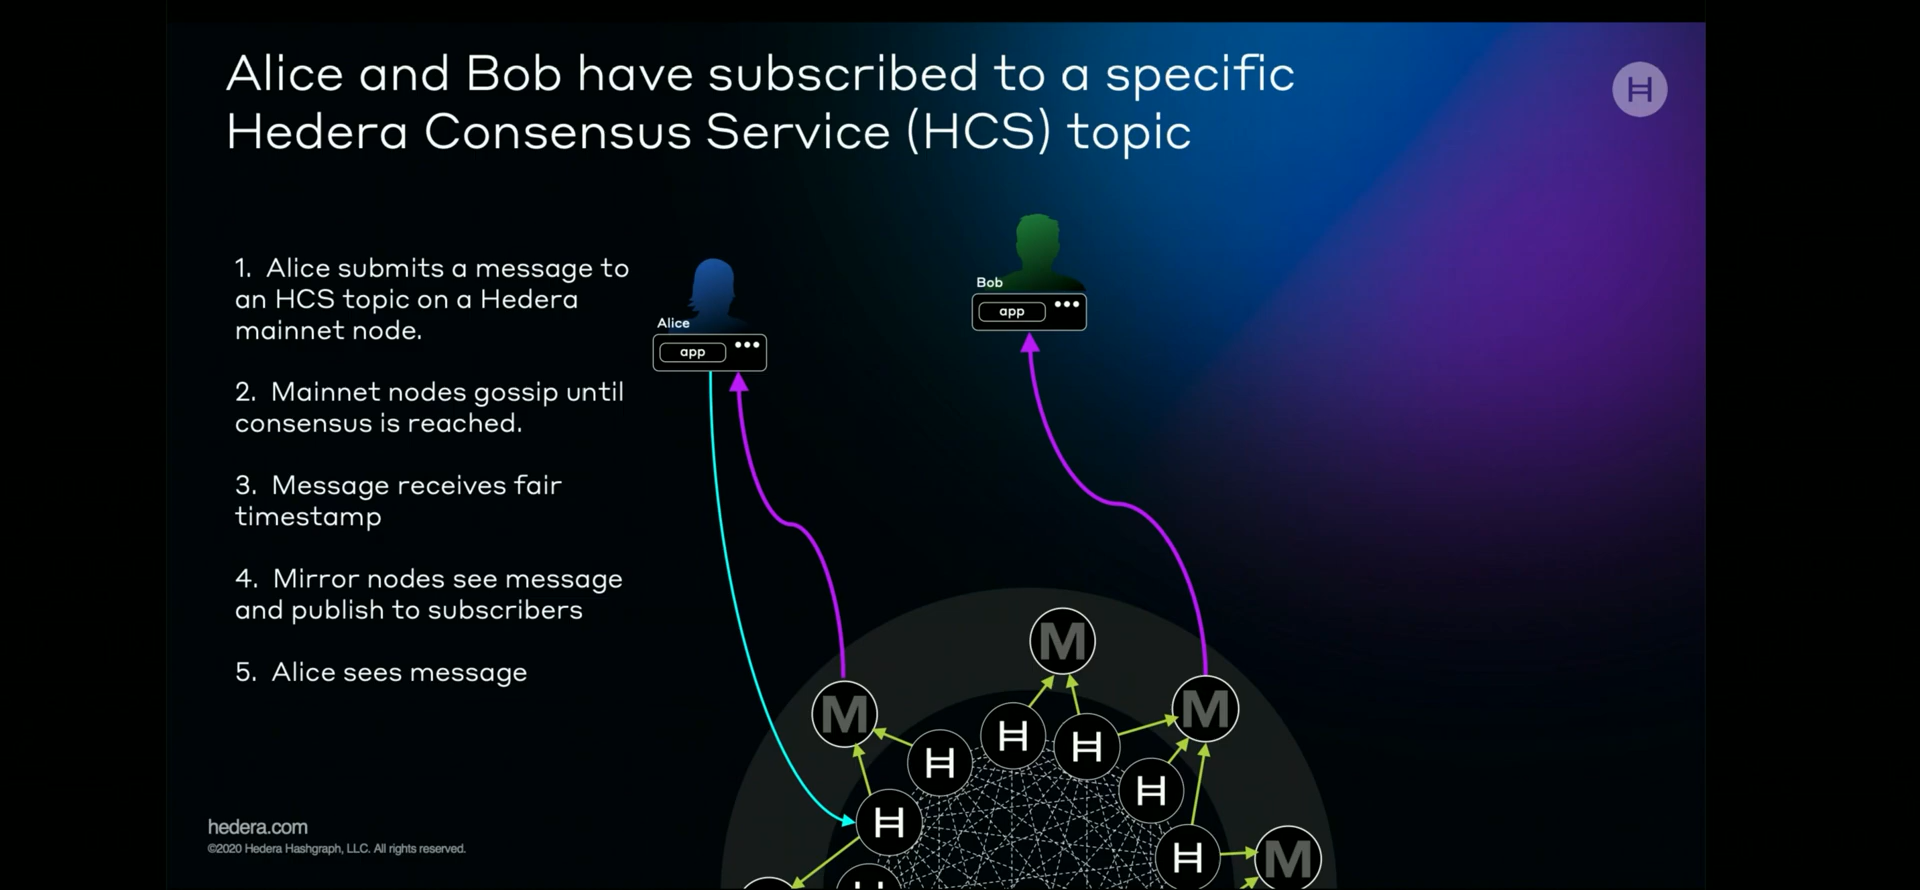 Alice and Bob have subscribed to a specific
Hedera Consensus Service (HCS) topic
H
1. Alice submits a message to
an HCS topic on a Hedera
mainnet node.
2. Mainnet nodes gossip until
consensus is reached.
3. Message receives fair
timestamp
4. Mirror nodes see message
and publish to subscribers
5. Alice sees message
Bob
app
Alice
app
M
M
M
H
H
H
H
H
H
M
H
hedera.com
©2020 Hedera Hashgraph, LLC. All rights reserved.